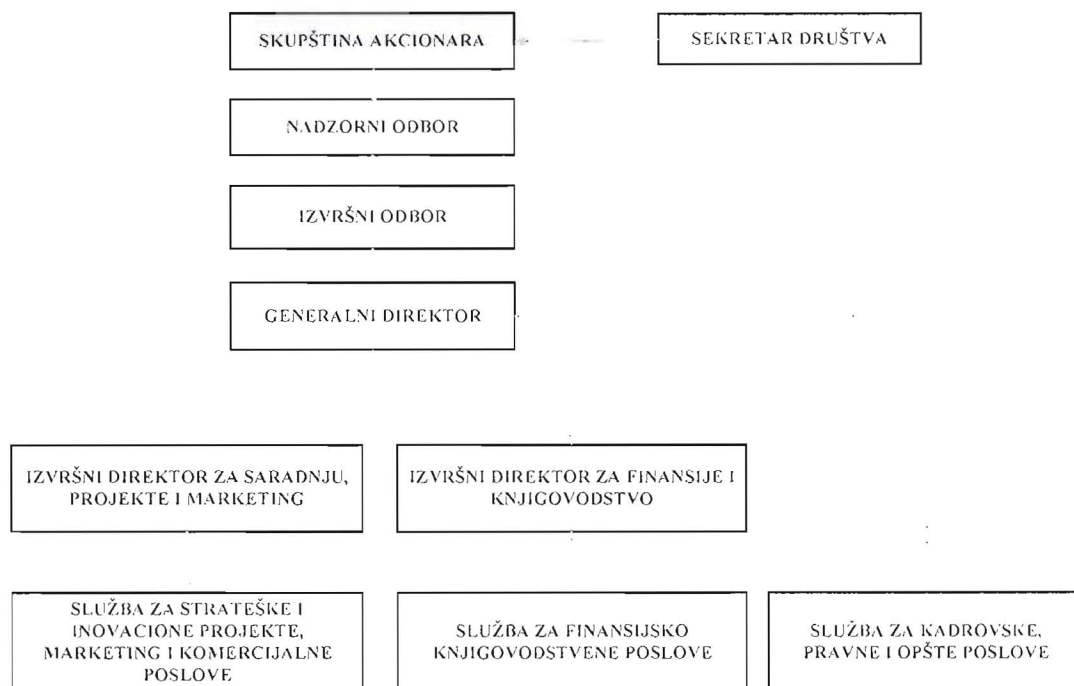 SKUPŠTINA AKCIONARA
SEKRETAR DRUŠTVA
NADZORNI ODBOR
IZVRŠNI ODBOR
GENERALNI DIREKTOR
IZVRŠNI DIREKTOR ZA SARADNJU,
PROJEKTE I MARKETING
IZVRŠNI DIREKTOR ZA FINANSIJE I
KNJIGOVODSTVO
SLUŽBA ZA STRATEŠKE I
INOVACIONE PROJEKTE,
MARKETING I KOMERCIJALNE
POSLOVE
SLUŽBA ZA FINANSIJSKO
KNJIGOVODSTVENE POSLOVE
SLUŽBA ZA KADROVSKE,
PRAVNE I OPŠTE POSLOVE